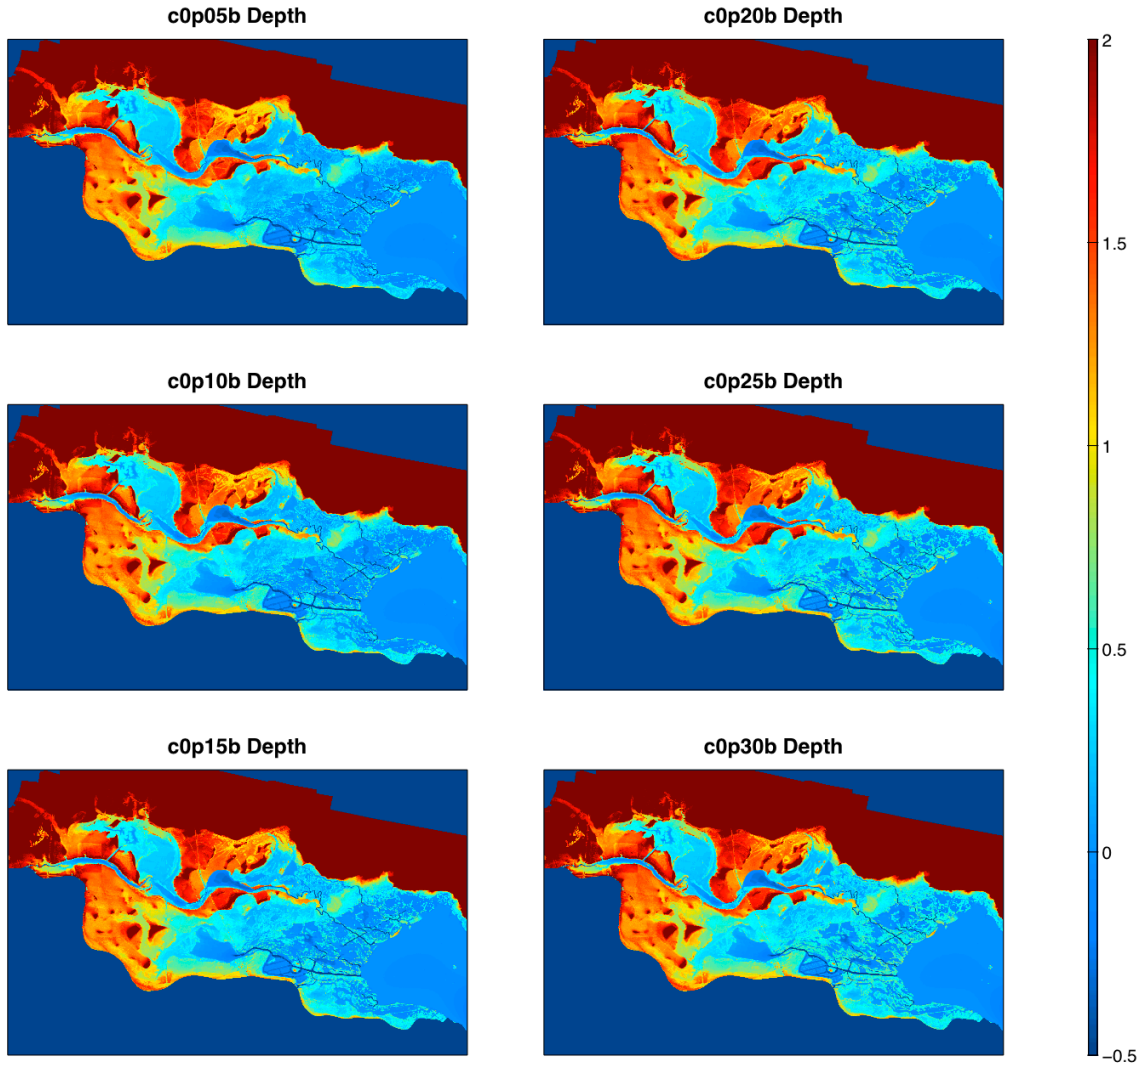 c0p05b Depth
c0p20b Depth
c0p10b Depth
c0p25b Depth
c0p15b Depth
c0p30b Depth
2
1.5
1
0.5
0
−0.5